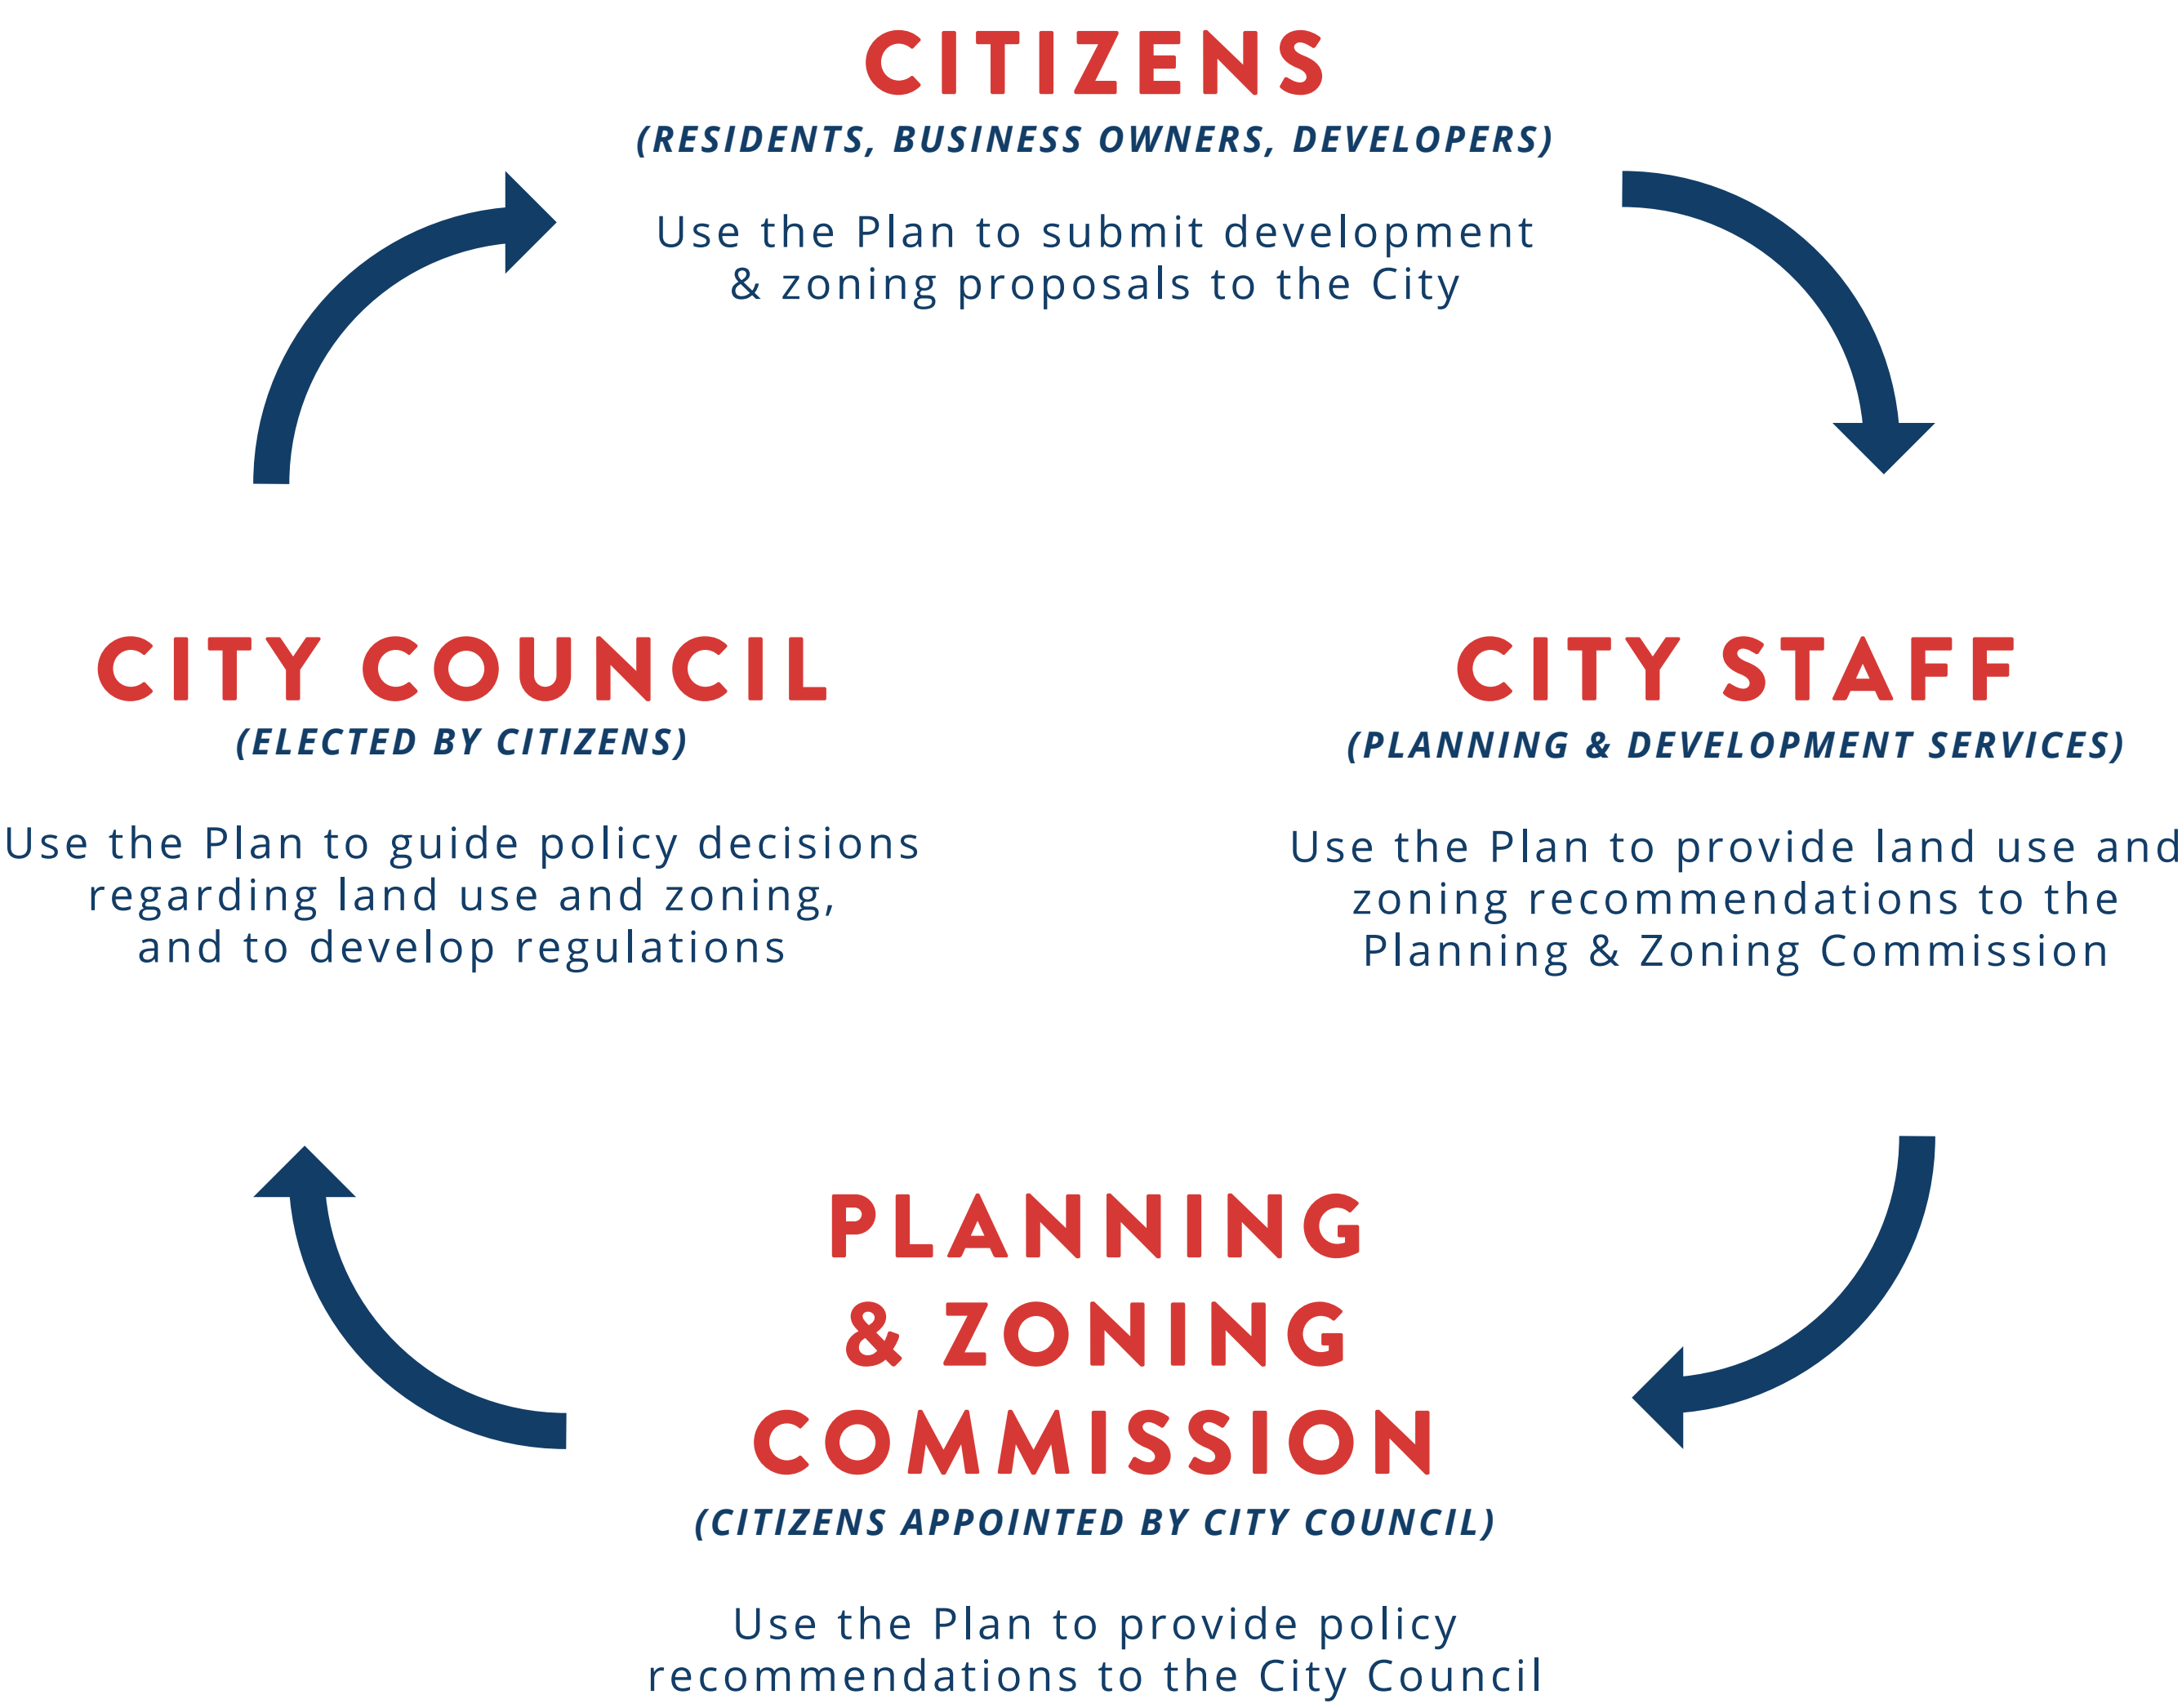 CITIZENS
(RESIDENTS, BUSINESS OWNERS, DEVELOPERS)
Use the Plan to submit development
& zoning proposals to the City
CITY COUNCIL
(ELECTED BY CITIZENS)
Use the Plan to guide policy decisions
regarding land use and zoning,
and to develop regulations
CITY STAFF
(PLANNING & DEVELOPMENT SERVICES)
Use the Plan to provide land use and
zoning recommendations to the
Planning & Zoning Commission
PLANNING
& ZONING
COMMISSION
(CITIZENS APPOINTED BY CITY COUNCIL)
Use the Plan to provide policy
recommendations to the City Council